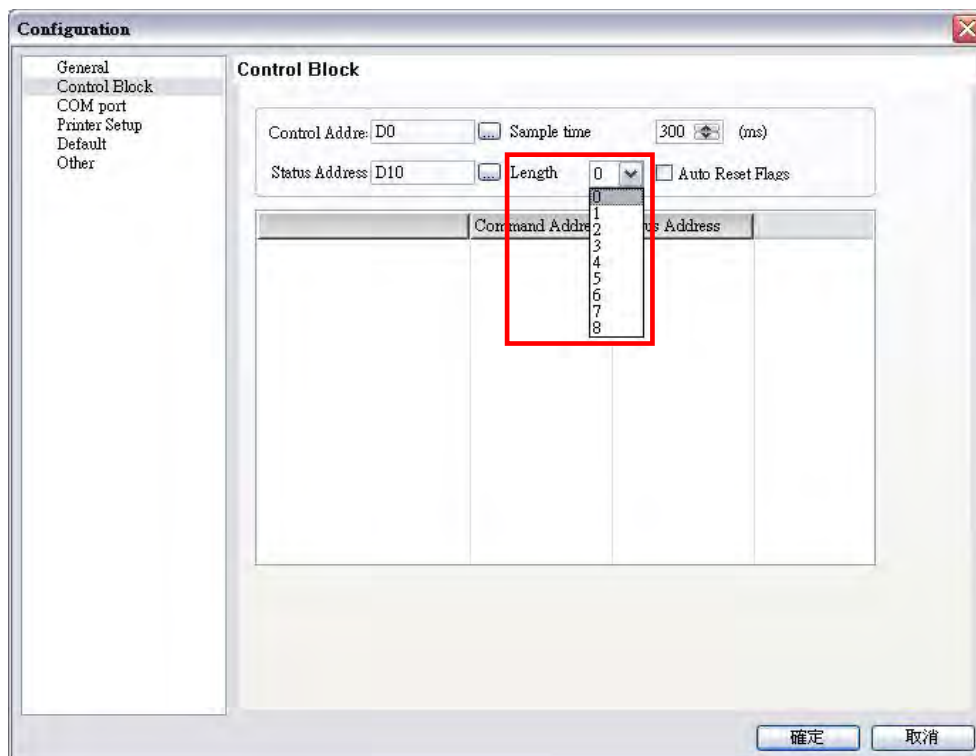 Configuration
General
Control Block
COM port
Printer Setup
Default
Other
Control Block
Control Addre: D0 ... Sample time 300 (ms)
Status Address D10 ... Length 0 Auto Reset Flags
0
1
2
3
4
5
6
7
8
Command Addre us Address
確定 取消